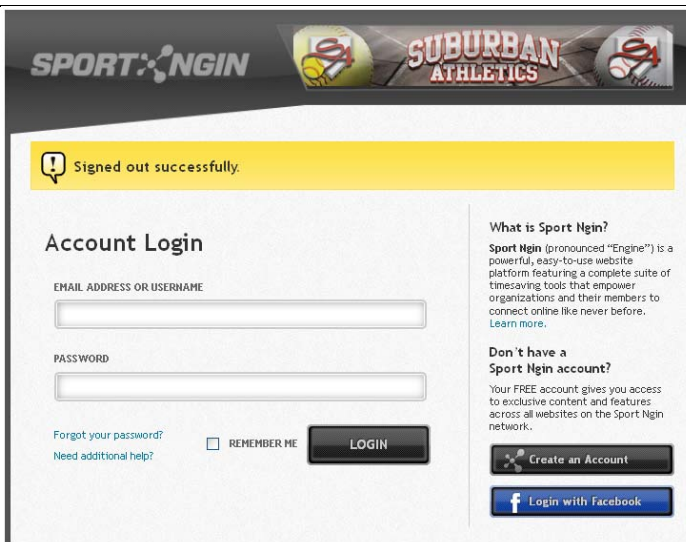 SPORT NGIN
SUBURBAN
ATHLETICS
Signed out successfully.
Account Login
EMAIL ADDRESS OR USERNAME
PASSWORD
Forgot your password?
REMEMBER ME
LOGIN
Need additional help?
What is Sport Ngin?
Sport Ngin (pronounced “Engine”) is a
powerful, easy-to-use website
platform featuring a complete suite of
timesaving tools that empower
organizations and their members to
connect online like never before.
Learn more.
Don't have a
Sport Ngin account?
Your FREE account gives you access
to exclusive content and features
across all websites on the Sport Ngin
network.
Create an Account
f Login with Facebook